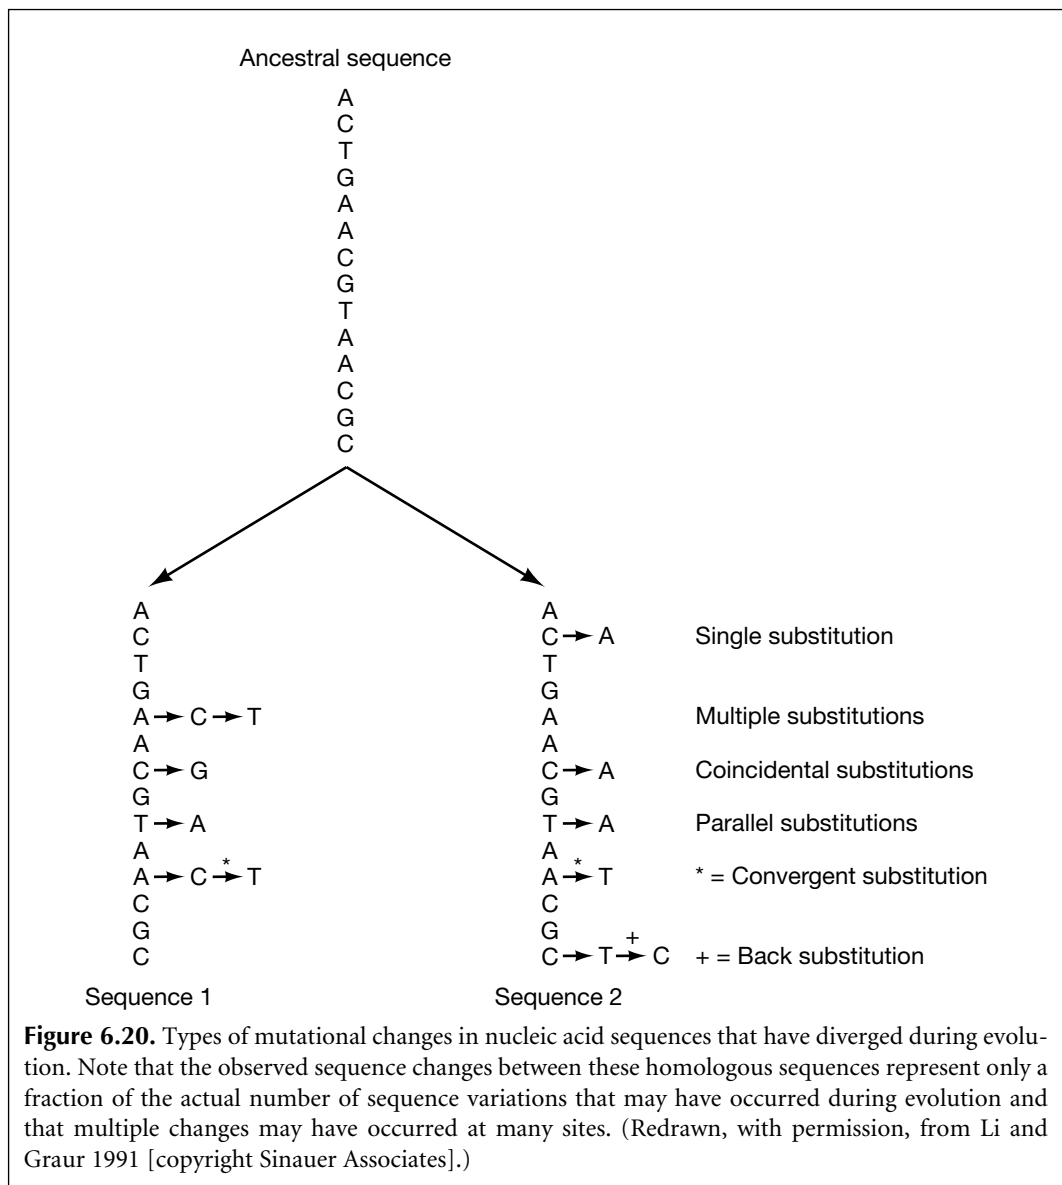 Ancestral sequence
A
C
T
G
A
A
C
G
T
A
A
C
G
C
A A
C C A Single substitution
T T
G G
A C T A Multiple substitutions
A A
C G C A Coincidental substitutions
G G
T A T A Parallel substitutions
A A
* *
A C T A T * = Convergent substitution
C C
G G
+
C C T C + = Back substitution
Sequence 1 Sequence 2
Figure 6.20. Types of mutational changes in nucleic acid sequences that have diverged during evolu-
tion. Note that the observed sequence changes between these homologous sequences represent only a
fraction of the actual number of sequence variations that may have occurred during evolution and
that multiple changes may have occurred at many sites. (Redrawn, with permission, from Li and
Graur 1991 [copyright Sinauer Associates].)